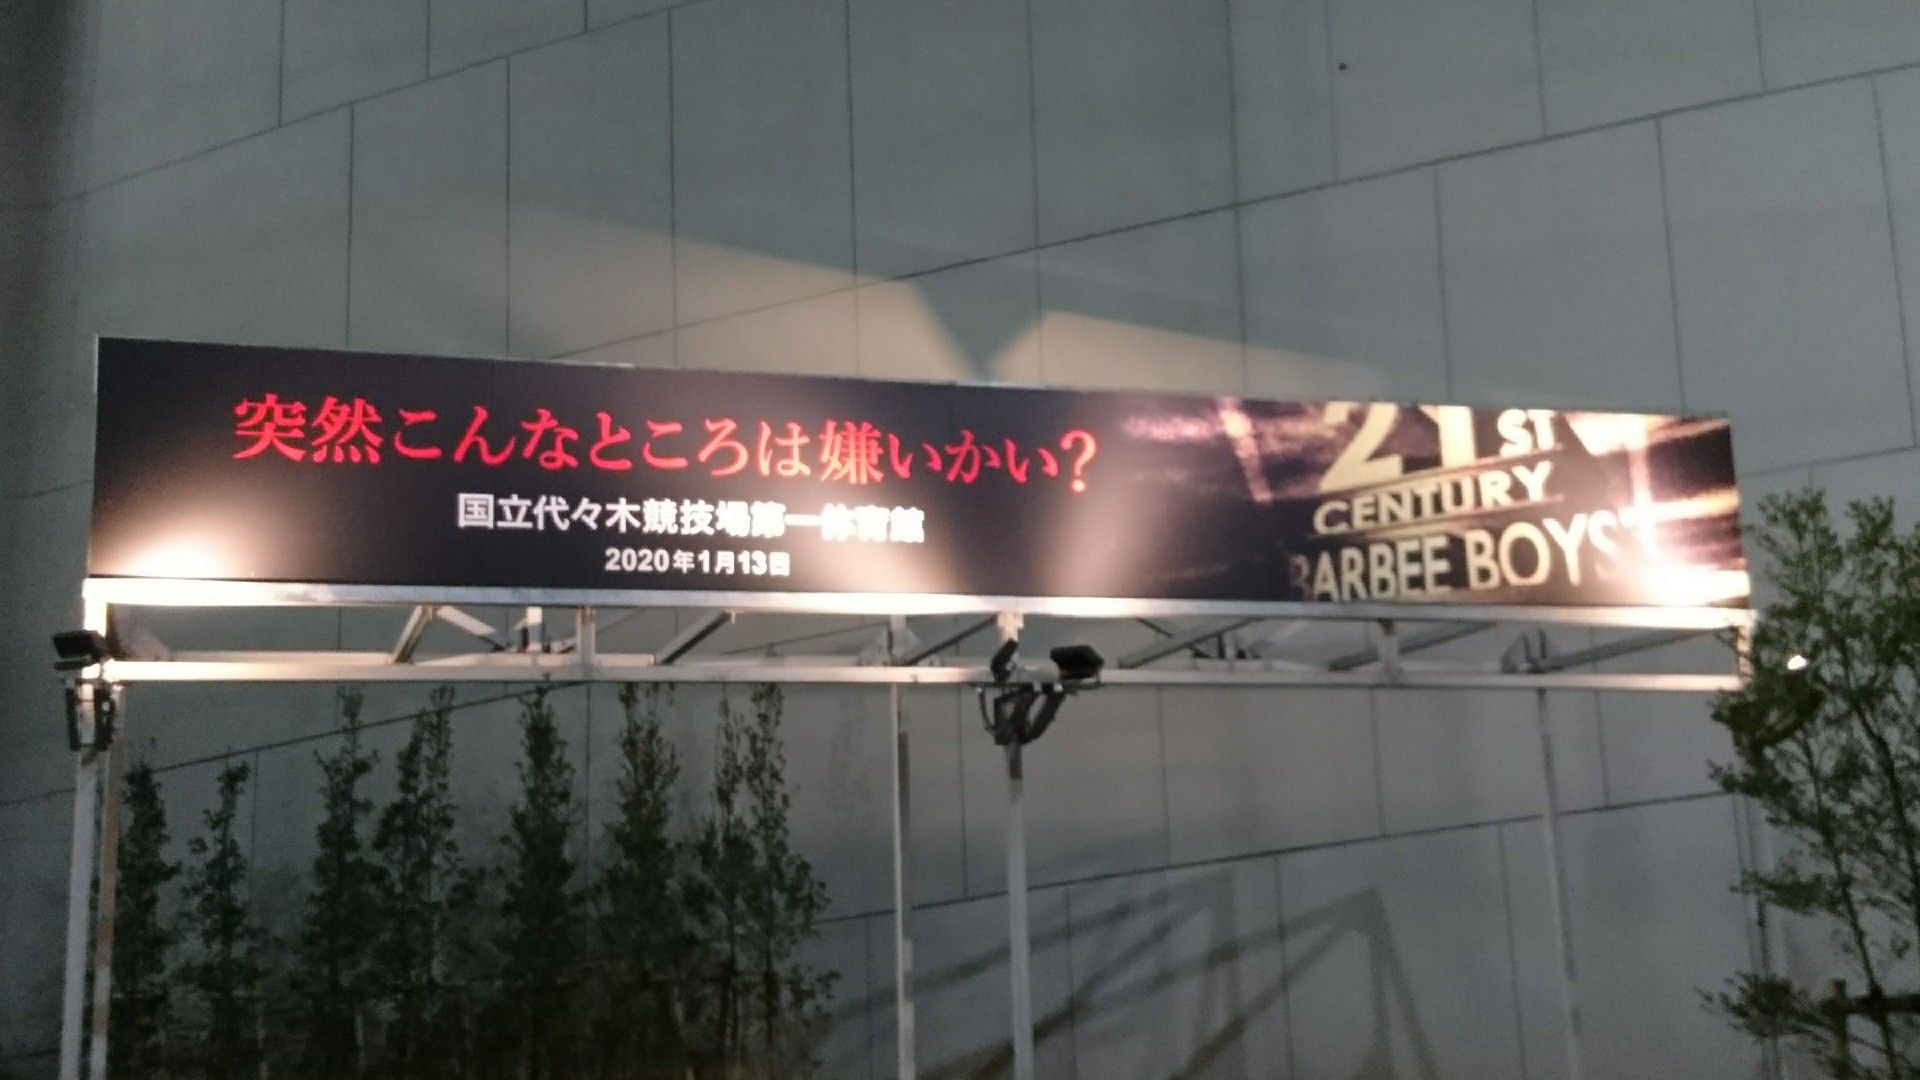 突然こんなところは嫌いかい?
国立代々木競技場第一体育館
2020年1月13日
21ST
CENTURY
BARBEE BOYS